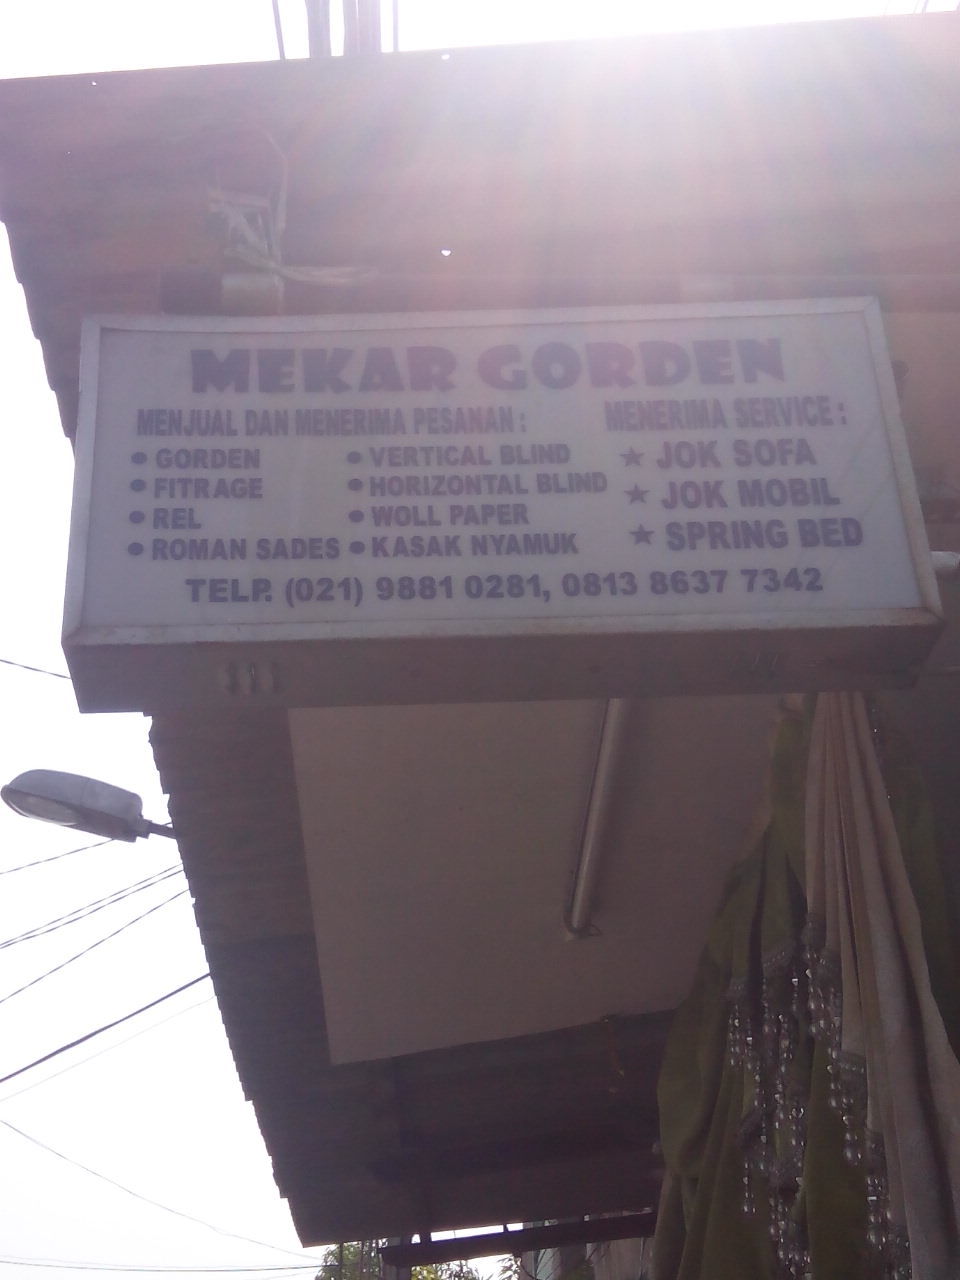 MEKAR GORDEN
MENJUAL DAN MENERIMA PESANAN :
• GORDEN
• FITRAGE
• REL
• ROMAN SADES
• VERTICAL BLIND
• HORIZONTAL BLIND
• WOLL PAPER
• KASAK NYAMUK
MENERIMA SERVICE :
★ JOK SOFA
★ JOK MOBIL
★ SPRING BED
TELP. (021) 9881 0281, 0813 8637 7342